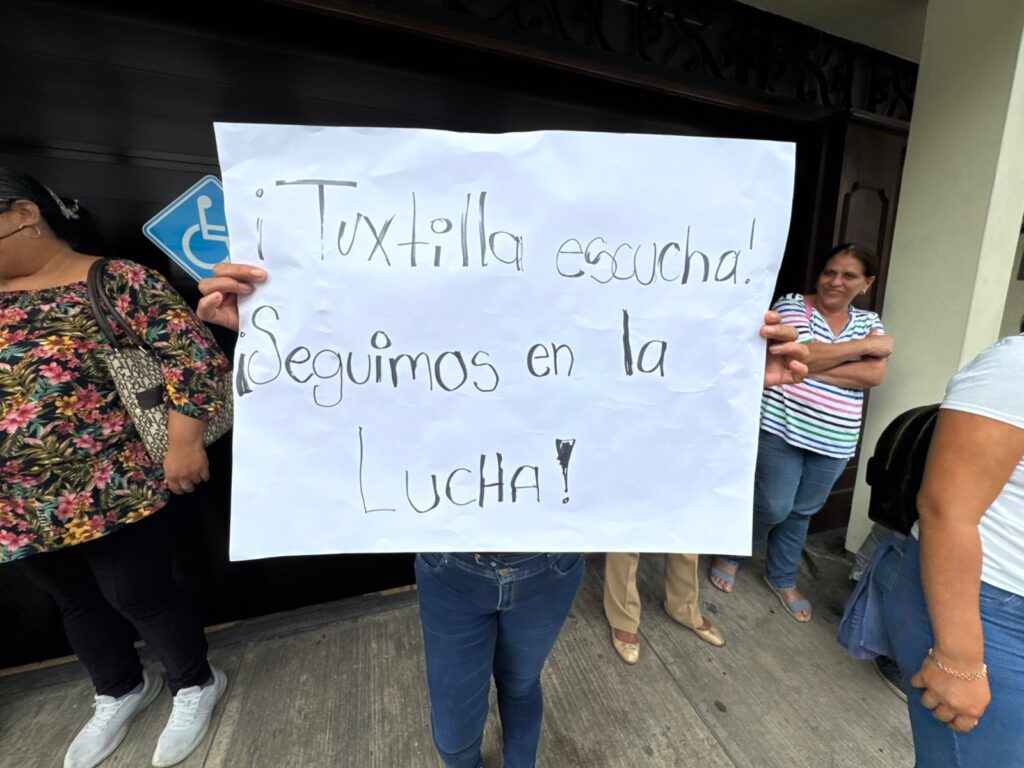 ¡Tuxtilla escucha!
¡Seguimos en la
LUCHA!